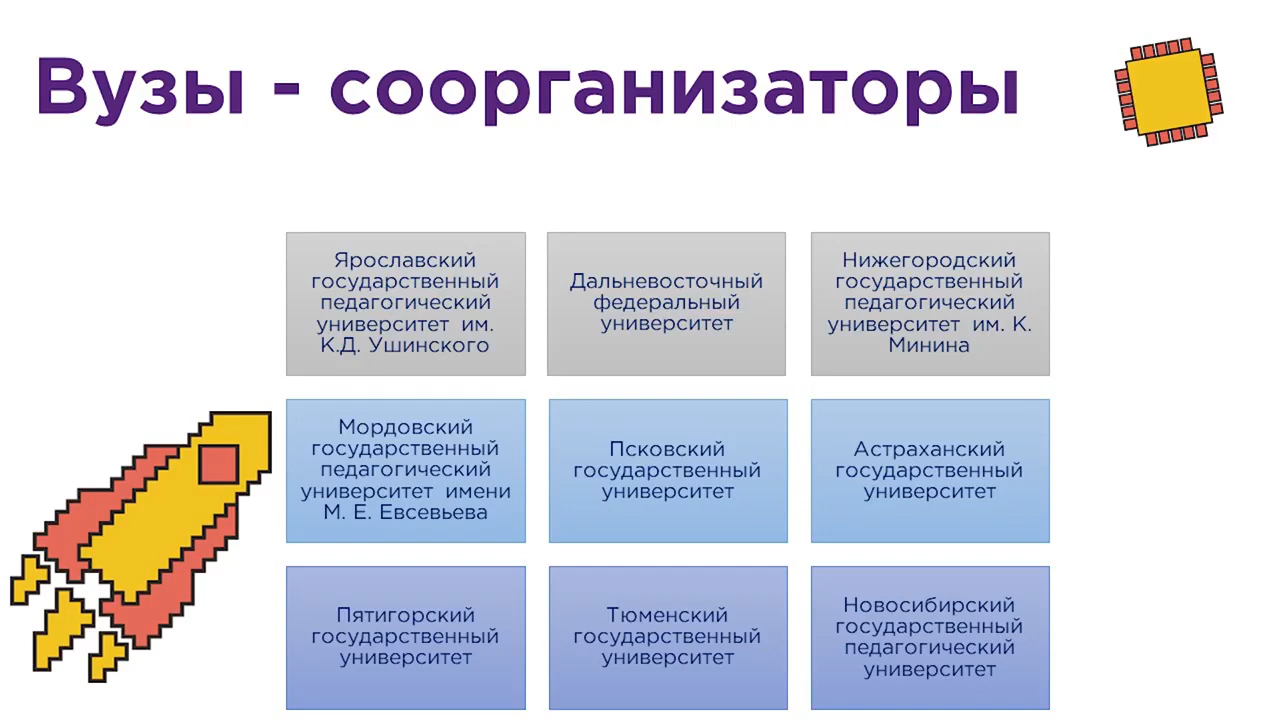 Вузы - соорганизаторы
Ярославский
государственный
педагогический
университет им.
К.Д. Ушинского
Дальневосточный
федеральный
университет
Нижегородский
государственный
педагогический
университет им. К.
Минина
Мордовский
государственный
педагогический
университет имени
М. Е. Евсевьева
Псковский
государственный
университет
Астраханский
государственный
университет
Пятигорский
государственный
университет
Тюменский
государственный
университет
Новосибирский
государственный
педагогический
университет